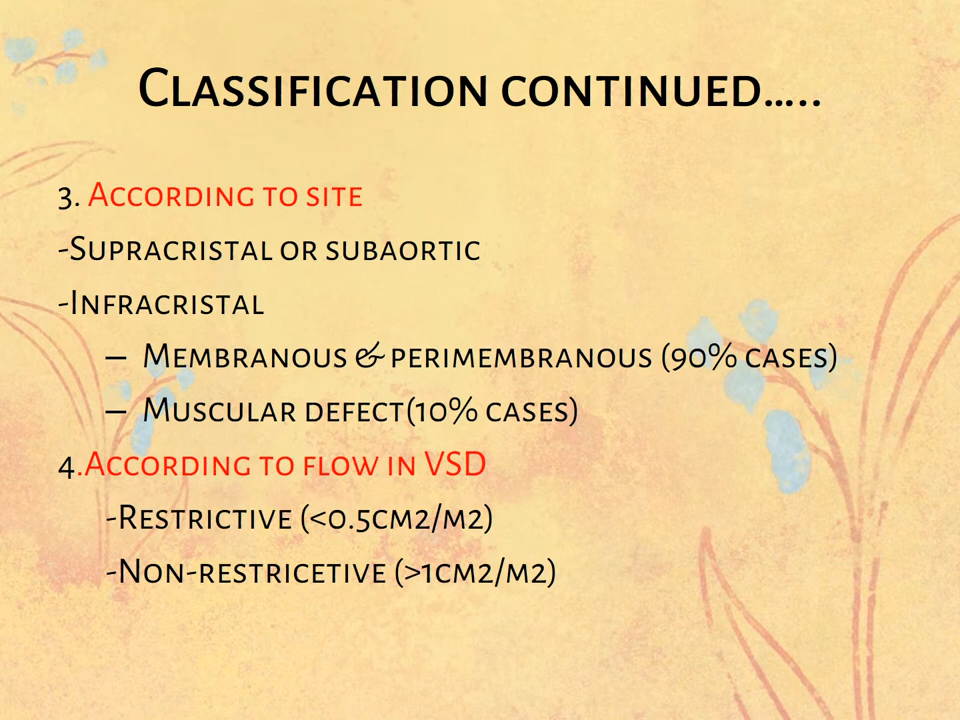 Classification continued.....
3. According to site
-Supracristal or subaortic
-Infracristal
– Membranous & perimembranous (90% cases)
– Muscular defect(10% cases)
4.According to flow in VSD
-Restrictive (<0.5cm2/m2)
-Non-restricetive (>1cm2/m2)